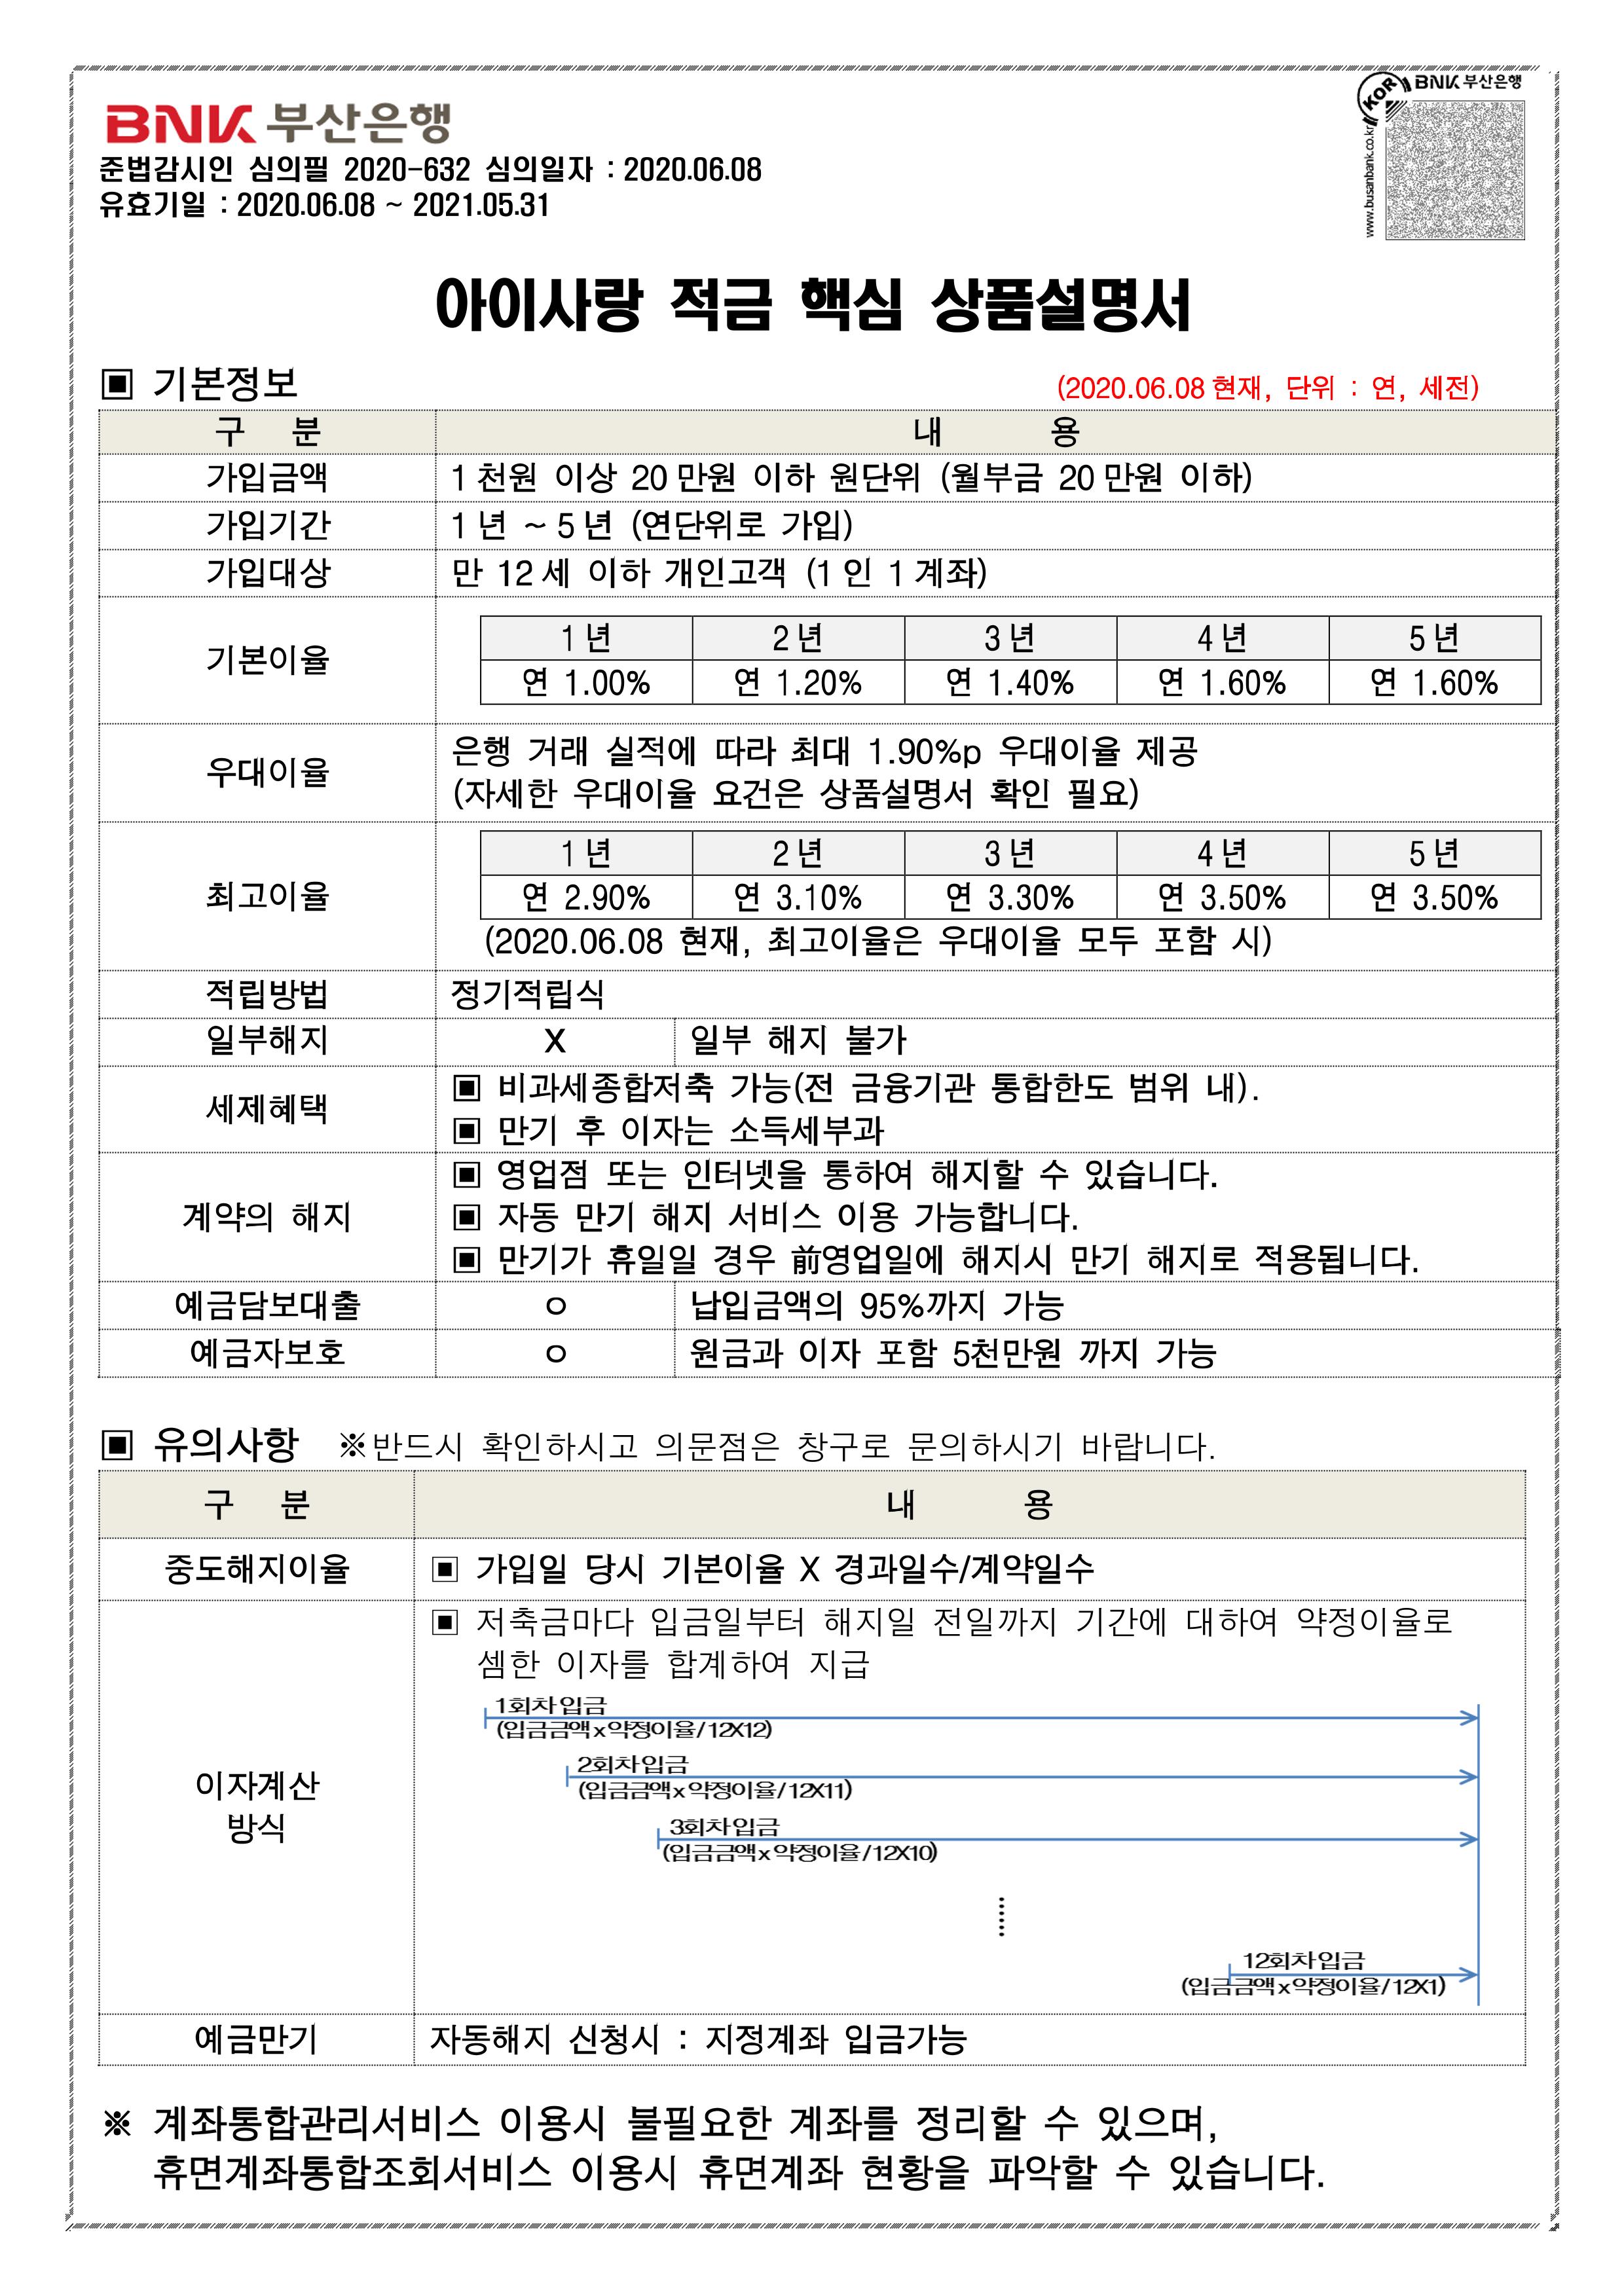 BNK 부산은행
준법감시인 심의필 2020-632 심의일자 : 2020.06.08
유효기일 : 2020.06.08 ~ 2021.05.31
KOR BNK 부산은행
www.busanbank.co.kr
아이사랑 적금 핵심 상품설명서
▣ 기본정보 (2020.06.08 현재, 단위 : 연, 세전)
구 분 내 용
가입금액 1천원 이상 20만원 이하 원단위 (월부금 20만원 이하)
가입기간 1년 ~ 5년 (연단위로 가입)
가입대상 만 12세 이하 개인고객 (1인 1계좌)
기본이율
1년 2년 3년 4년 5년
연 1.00% 연 1.20% 연 1.40% 연 1.60% 연 1.60%
우대이율
은행 거래 실적에 따라 최대 1.90%p 우대이율 제공
(자세한 우대이율 요건은 상품설명서 확인 필요)
최고이율
1년 2년 3년 4년 5년
연 2.90% 연 3.10% 연 3.30% 연 3.50% 연 3.50%
(2020.06.08 현재, 최고이율은 우대이율 모두 포함 시)
적립방법 정기적립식
일부해지 X 일부 해지 불가
세제혜택
▣ 비과세종합저축 가능(전 금융기관 통합한도 범위 내).
▣ 만기 후 이자는 소득세부과
계약의 해지
▣ 영업점 또는 인터넷을 통하여 해지할 수 있습니다.
▣ 자동 만기 해지 서비스 이용 가능합니다.
▣ 만기가 휴일일 경우 前영업일에 해지시 만기 해지로 적용됩니다.
예금담보대출 ㅇ 납입금액의 95%까지 가능
예금자보호 ㅇ 원금과 이자 포함 5천만원 까지 가능
▣ 유의사항 ※반드시 확인하시고 의문점은 창구로 문의하시기 바랍니다.
구 분 내 용
중도해지이율 ▣ 가입일 당시 기본이율 X 경과일수/계약일수
이자계산
방식
▣ 저축금마다 입금일부터 해지일 전일까지 기간에 대하여 약정이율로
셈한 이자를 합계하여 지급
1회차 입금
(입금금액 x 약정이율 / 12X12)
2회차 입금
(입금금액 x 약정이율 / 12X11)
3회차 입금
(입금금액 x 약정이율 / 12X10)
······
12회차 입금
(입금금액 x 약정이율 / 12X1)
예금만기 자동해지 신청시 : 지정계좌 입금가능
※ 계좌통합관리서비스 이용시 불필요한 계좌를 정리할 수 있으며,
휴면계좌통합조회서비스 이용시 휴면계좌 현황을 파악할 수 있습니다.